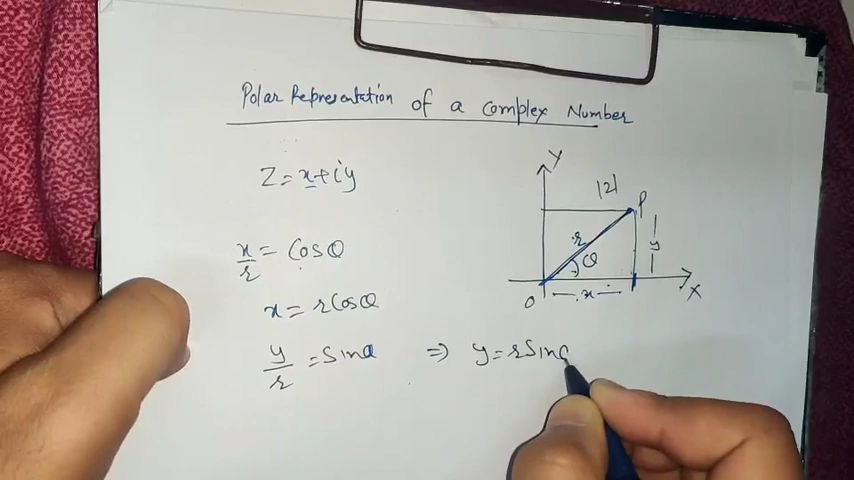 Polar Representation of a Complex Number
Z = x + iy
x/r = Cosθ
x = r Cosθ
y/r = Sinθ ⇒ y = r Sinθ
Y
|z|
P
r
θ
y
O
x
X